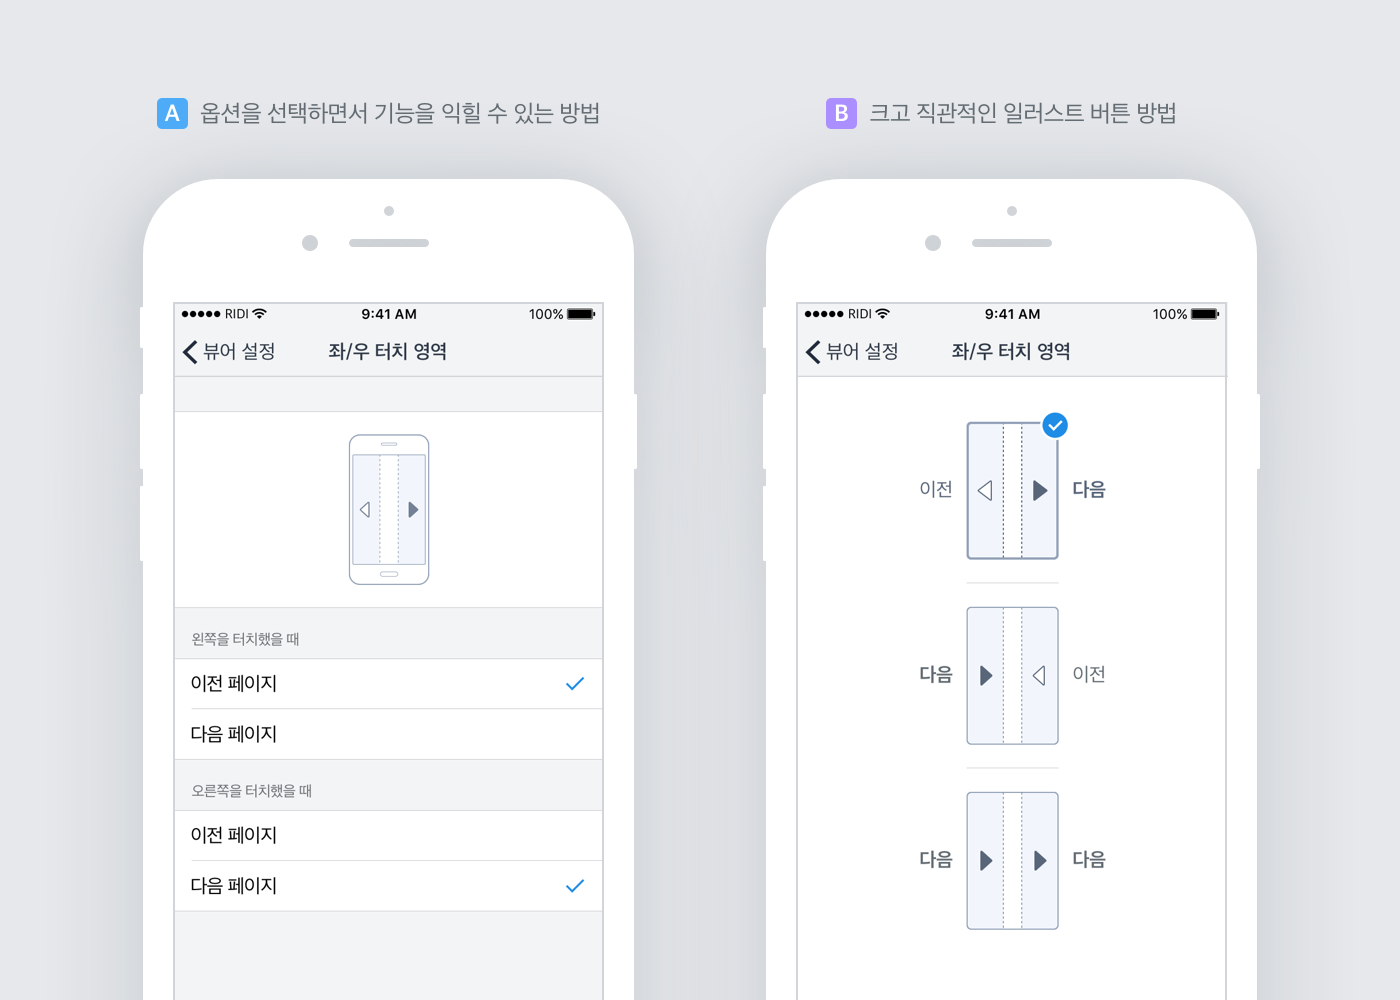 A 옵션을 선택하면서 기능을 익힐 수 있는 방법
RIDI 9:41 AM 100%
뷰어 설정 좌/우 터치 영역
왼쪽을 터치했을 때
이전 페이지
다음 페이지
오른쪽을 터치했을 때
이전 페이지
다음 페이지
B 크고 직관적인 일러스트 버튼 방법
RIDI 9:41 AM 100%
뷰어 설정 좌/우 터치 영역
이전 다음
다음 이전
다음 다음